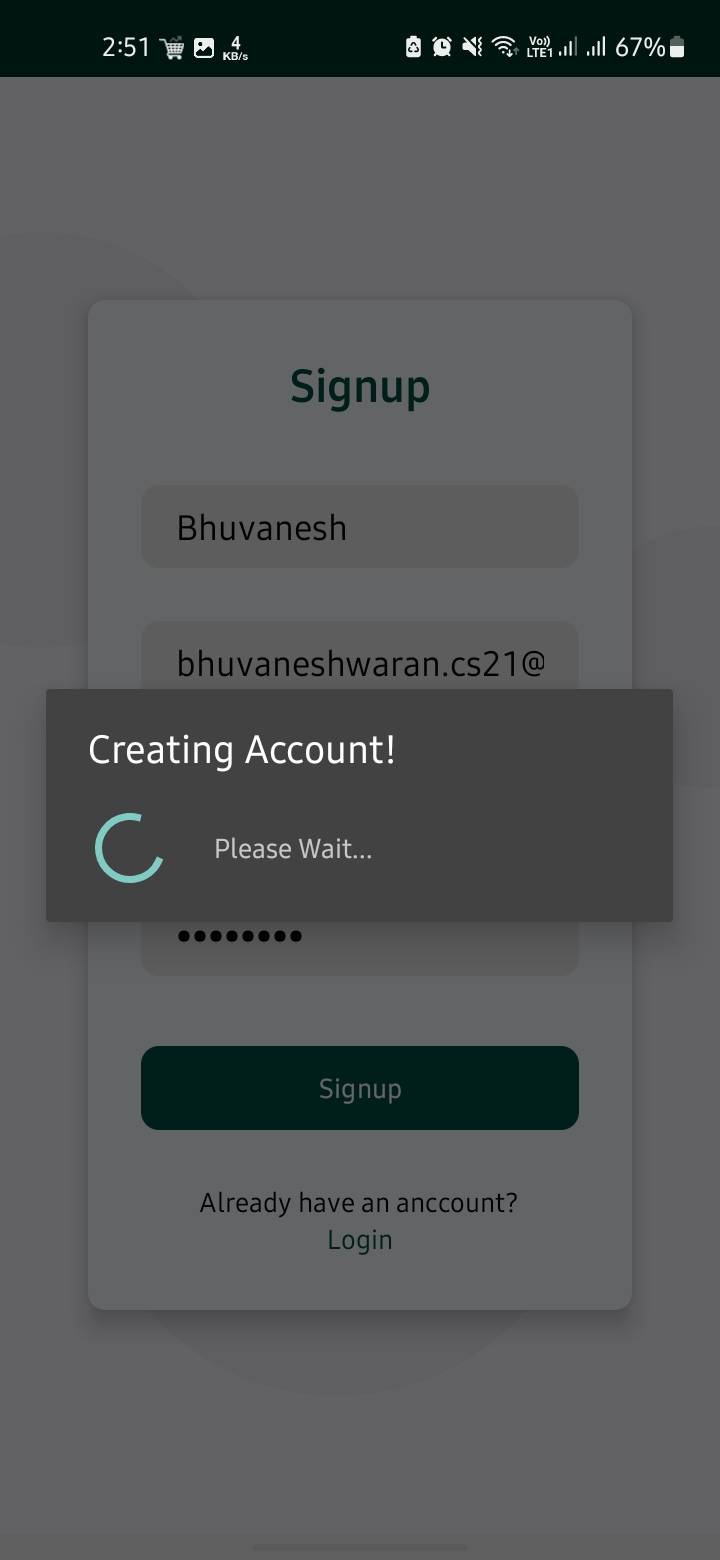 2:51 4 KB/s Vo)) LTE1 67%
Signup
Bhuvanesh
bhuvaneshwaran.cs21@
Creating Account!
Please Wait...
••••••••
Signup
Already have an anccount?
Login